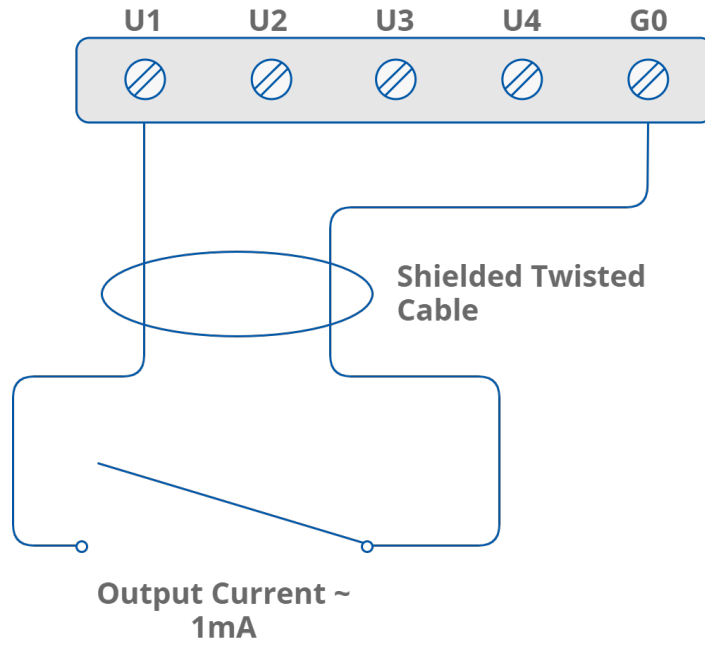 U1 U2 U3 U4 G0
Shielded Twisted
Cable
Output Current ~
1mA